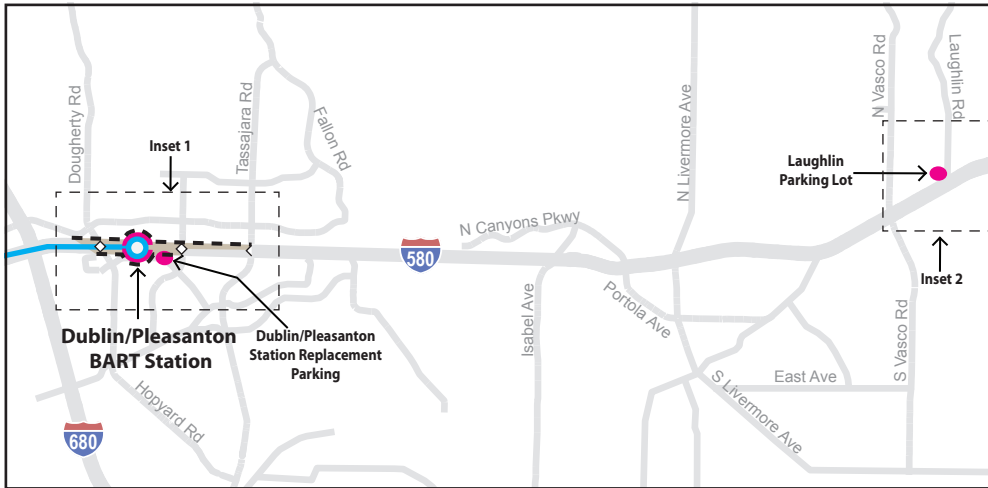 Dougherty Rd
Inset 1
Tassajara Rd
Fallon Rd
N Livermore Ave
N Vasco Rd
Laughlin Rd
Laughlin
Parking Lot
N Canyons Pkwy
580
Inset 2
Dublin/Pleasanton
BART Station
Dublin/Pleasanton
Station Replacement
Parking
Isabel Ave
Portola Ave
S Vasco Rd
East Ave
S Livermore Ave
Hopyard Rd
680